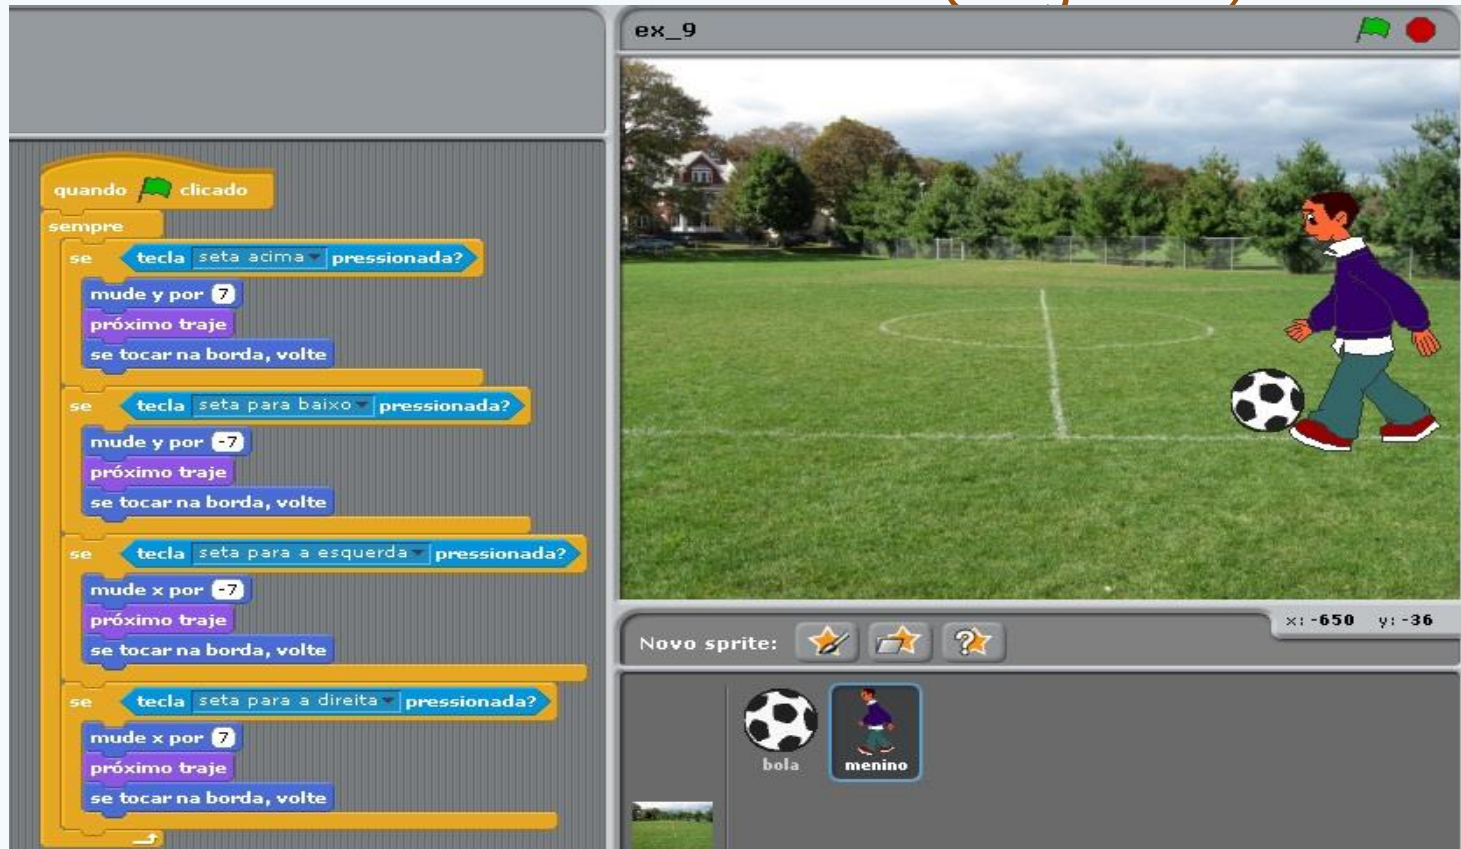 ex_9
quando clicado
sempre
se tecla seta acima pressionada?
mude y por 7
próximo traje
se tocar na borda, volte
se tecla seta para baixo pressionada?
mude y por -7
próximo traje
se tocar na borda, volte
se tecla seta para a esquerda pressionada?
mude x por -7
próximo traje
se tocar na borda, volte
se tecla seta para a direita pressionada?
mude x por 7
próximo traje
se tocar na borda, volte
x: -650 y: -36
Novo sprite:
bola
menino